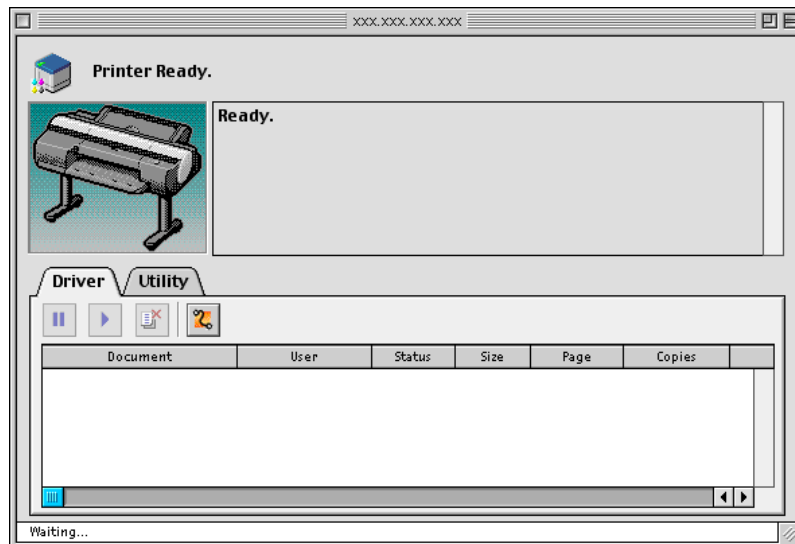 xxx.xxx.xxx.xxx
Printer Ready.
Ready.
Driver Utility
Document User Status Size Page Copies
Waiting...